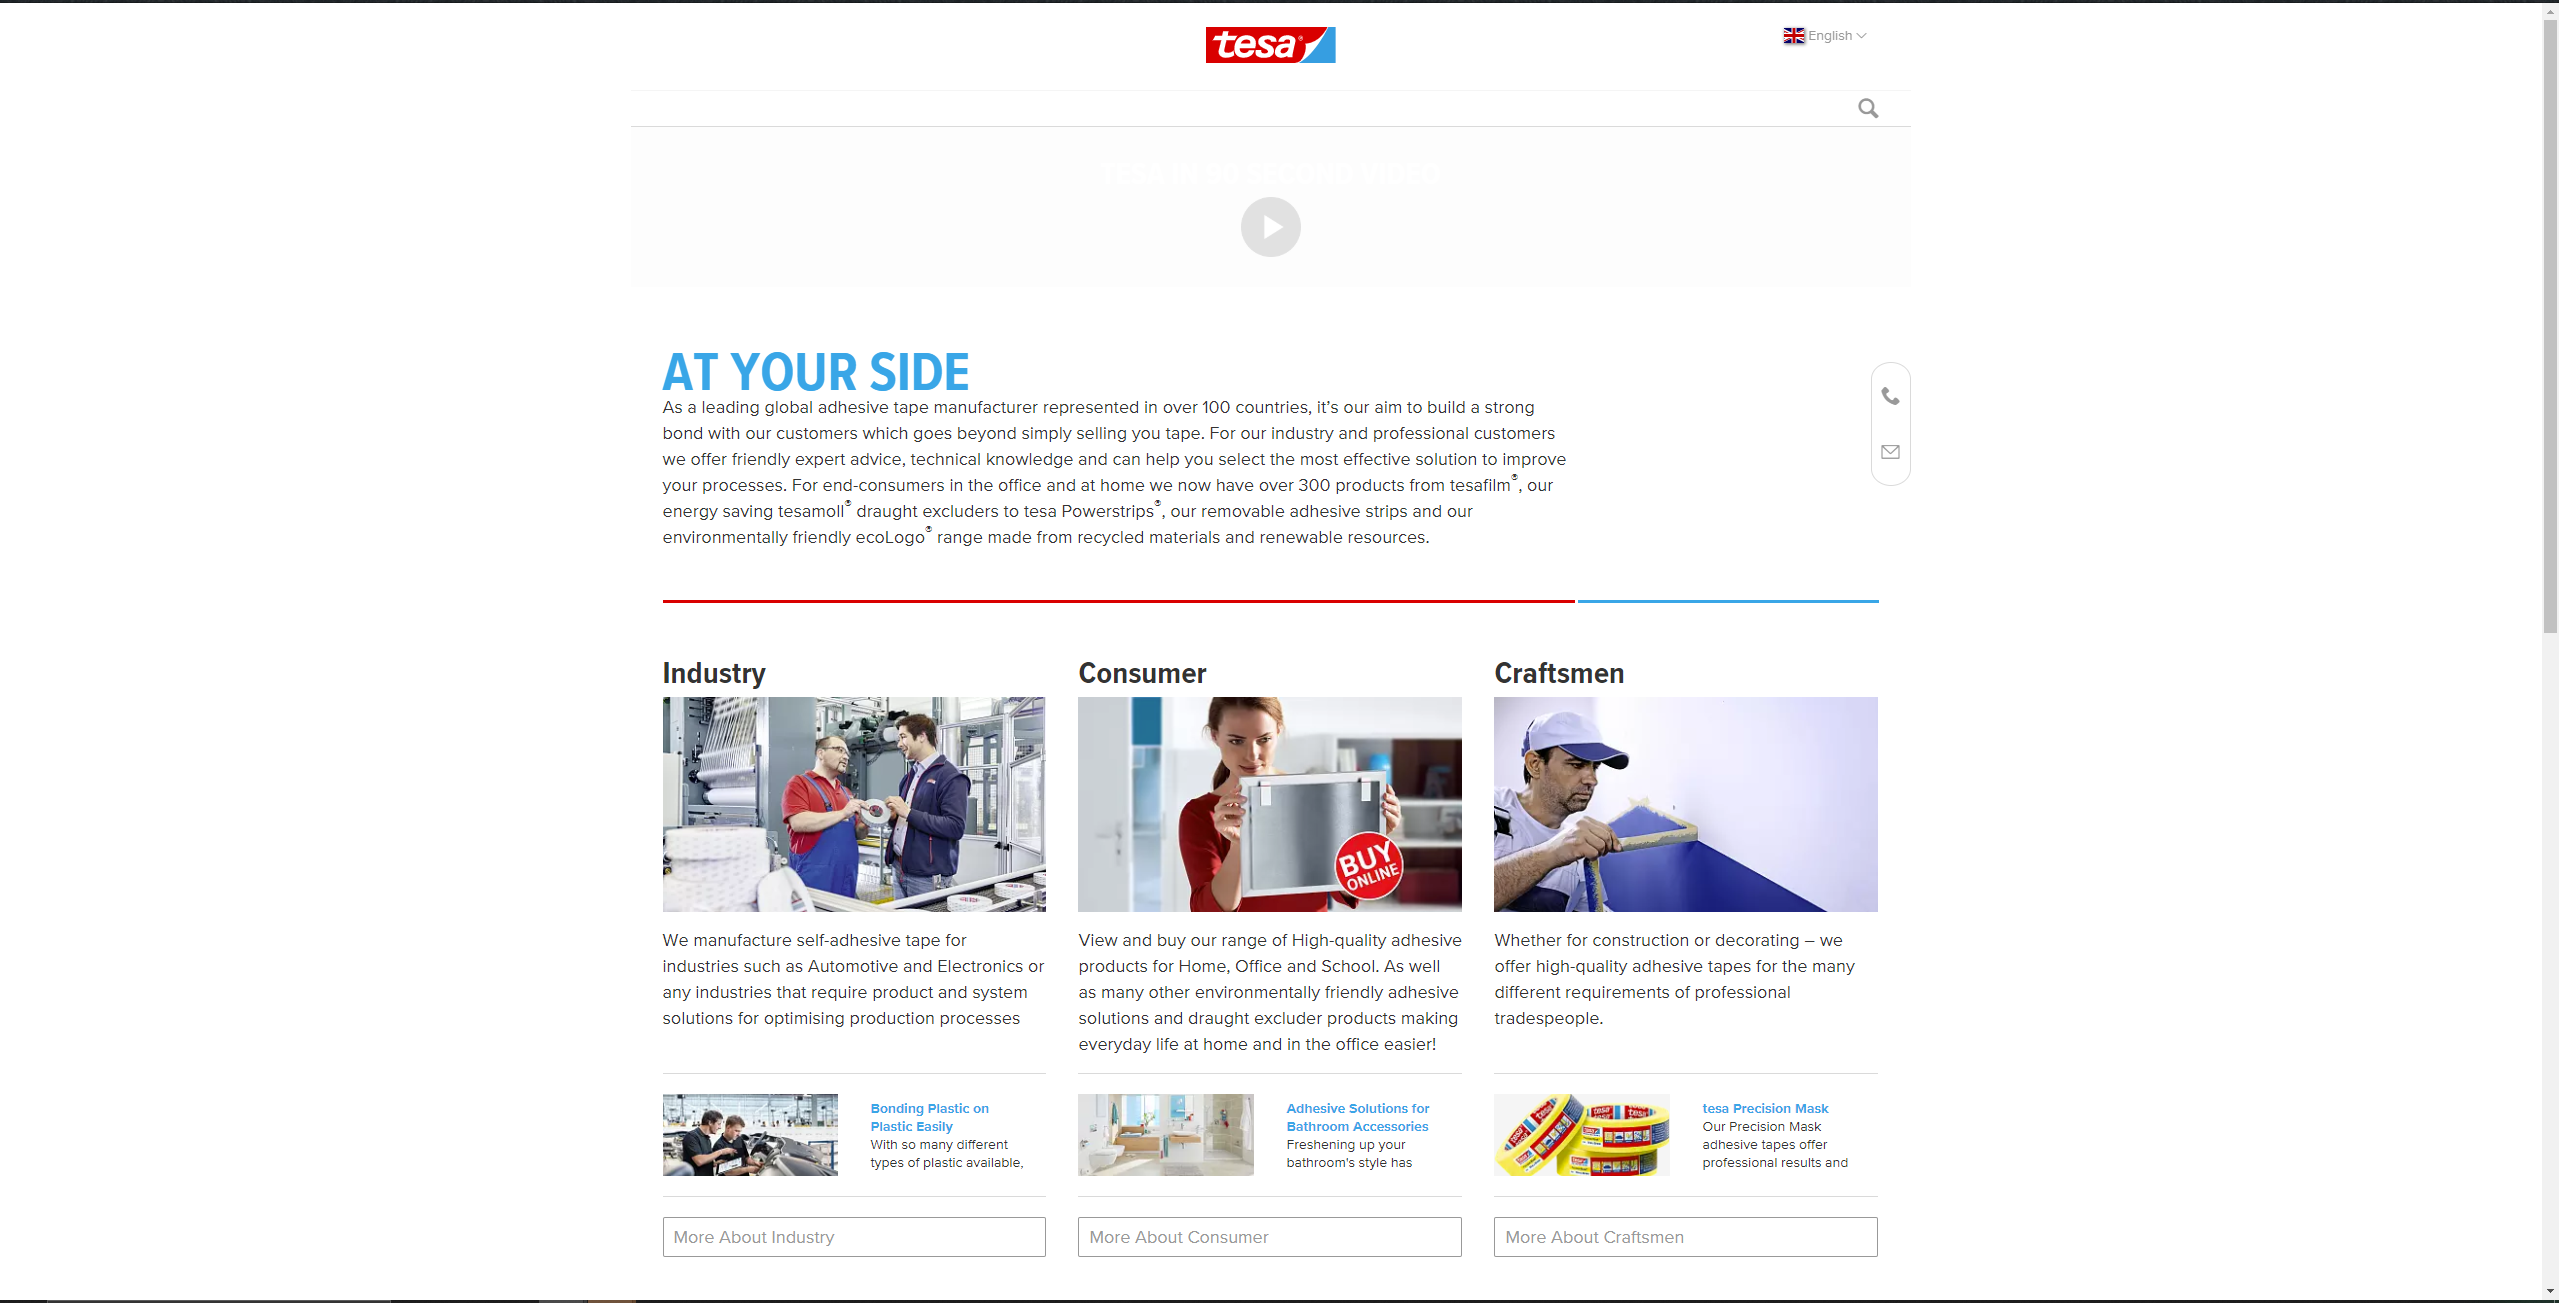 tesa®
English
TESA IN 90 SECOND VIDEO
AT YOUR SIDE
As a leading global adhesive tape manufacturer represented in over 100 countries, it's our aim to build a strong
bond with our customers which goes beyond simply selling you tape. For our industry and professional customers
we offer friendly expert advice, technical knowledge and can help you select the most effective solution to improve
your processes. For end-consumers in the office and at home we now have over 300 products from tesafilm®, our
energy saving tesamoll® draught excluders to tesa Powerstrips®, our removable adhesive strips and our
environmentally friendly ecoLogo® range made from recycled materials and renewable resources.
Industry
BUY
ONLINE
We manufacture self-adhesive tape for
industries such as Automotive and Electronics or
any industries that require product and system
solutions for optimising production processes
Bonding Plastic on
Plastic Easily
With so many different
types of plastic available,
More About Industry
Consumer
View and buy our range of High-quality adhesive
products for Home, Office and School. As well
as many other environmentally friendly adhesive
solutions and draught excluder products making
everyday life at home and in the office easier!
Adhesive Solutions for
Bathroom Accessories
Freshening up your
bathroom's style has
More About Consumer
Craftsmen
Whether for construction or decorating – we
offer high-quality adhesive tapes for the many
different requirements of professional
tradespeople.
tesa Precision Mask
Our Precision Mask
adhesive tapes offer
professional results and
More About Craftsmen